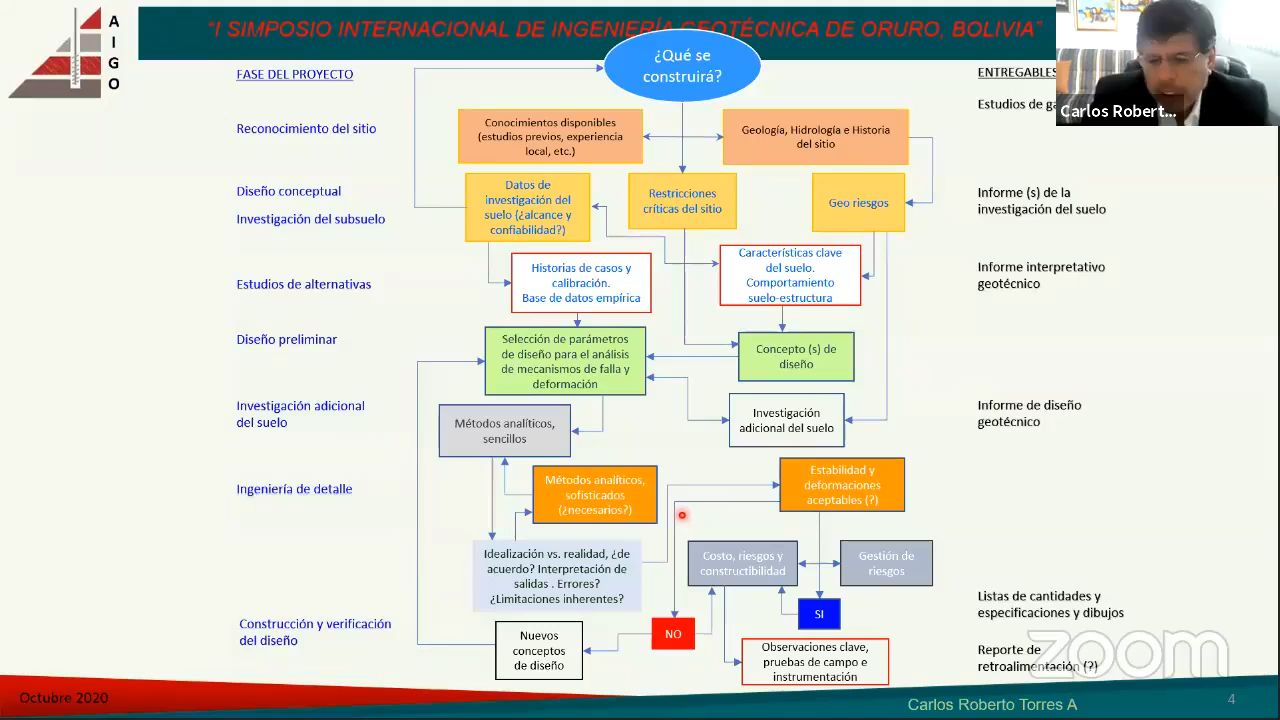 "I SIMPOSIO INTERNACIONAL DE INGENIERÍA GEOTÉCNICA DE ORURO, BOLIVIA"
A
I
G
O
¿Qué se
construirá?
FASE DEL PROYECTO
ENTREGABLES
Estudios de
Carlos Robert...
Reconocimiento del sitio
Conocimientos disponibles
(estudios previos, experiencia
local, etc.)
Geología, Hidrología e Historia
del sitio
Diseño conceptual
Investigación del subsuelo
Datos de
investigación del
suelo (¿alcance y
confiabilidad?)
Restricciones
críticas del sitio
Geo riesgos
Informe (s) de la
investigación del suelo
Estudios de alternativas
Historias de casos y
calibración.
Base de datos empírica
Características clave
del suelo.
Comportamiento
suelo-estructura
Informe interpretativo
geotécnico
Diseño preliminar
Selección de parámetros
de diseño para el análisis
de mecanismos de falla y
deformación
Concepto (s) de
diseño
Investigación adicional
del suelo
Métodos analíticos,
sencillos
Investigación
adicional del suelo
Informe de diseño
geotécnico
Ingeniería de detalle
Métodos analíticos,
sofisticados
(¿necesarios?)
Estabilidad y
deformaciones
aceptables (?)
Idealización vs. realidad, ¿de
acuerdo? Interpretación de
salidas . Errores?
¿Limitaciones inherentes?
Costo, riesgos y
constructibilidad
Gestión de
riesgos
SI
Listas de cantidades y
especificaciones y dibujos
Construcción y verificación
del diseño
Nuevos
conceptos
de diseño
NO
Observaciones clave,
pruebas de campo e
instrumentación
Reporte de
retroalimentación (?)
zoom
Octubre 2020
Carlos Roberto Torres A
4